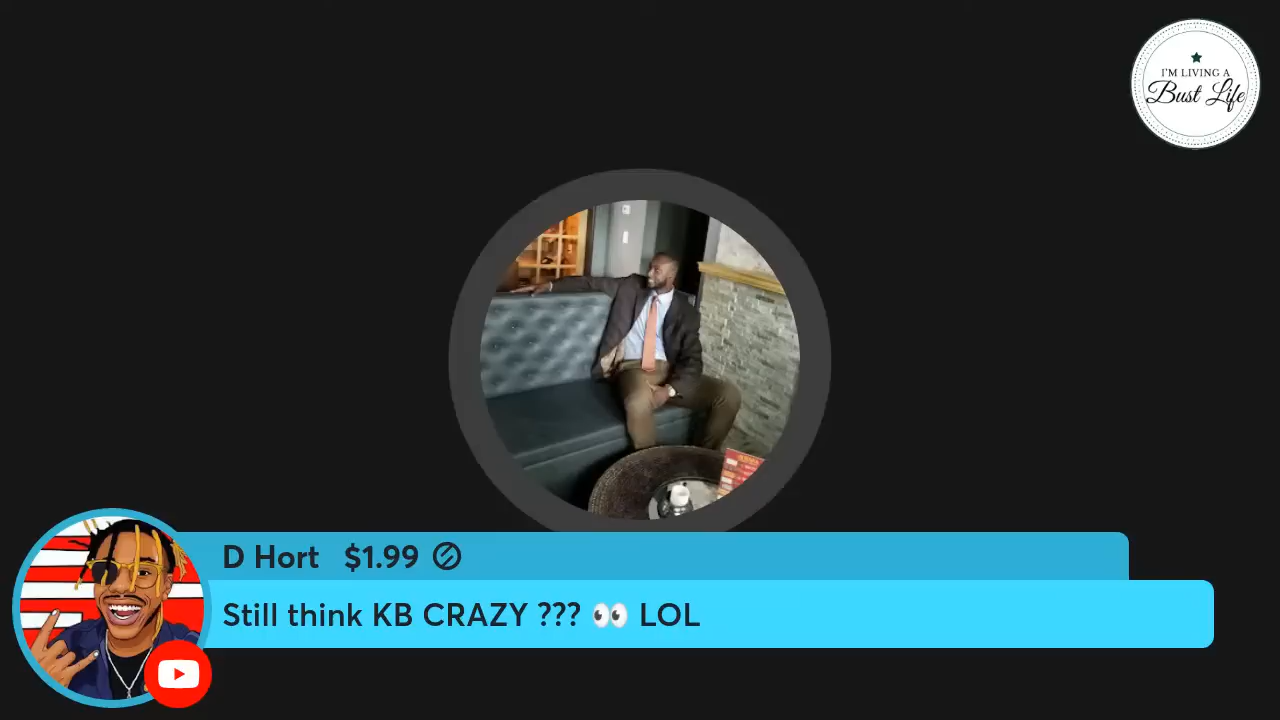 I'M LIVING A
Bust Life
D Hort $1.99
Still think KB CRAZY ??? 👀 LOL